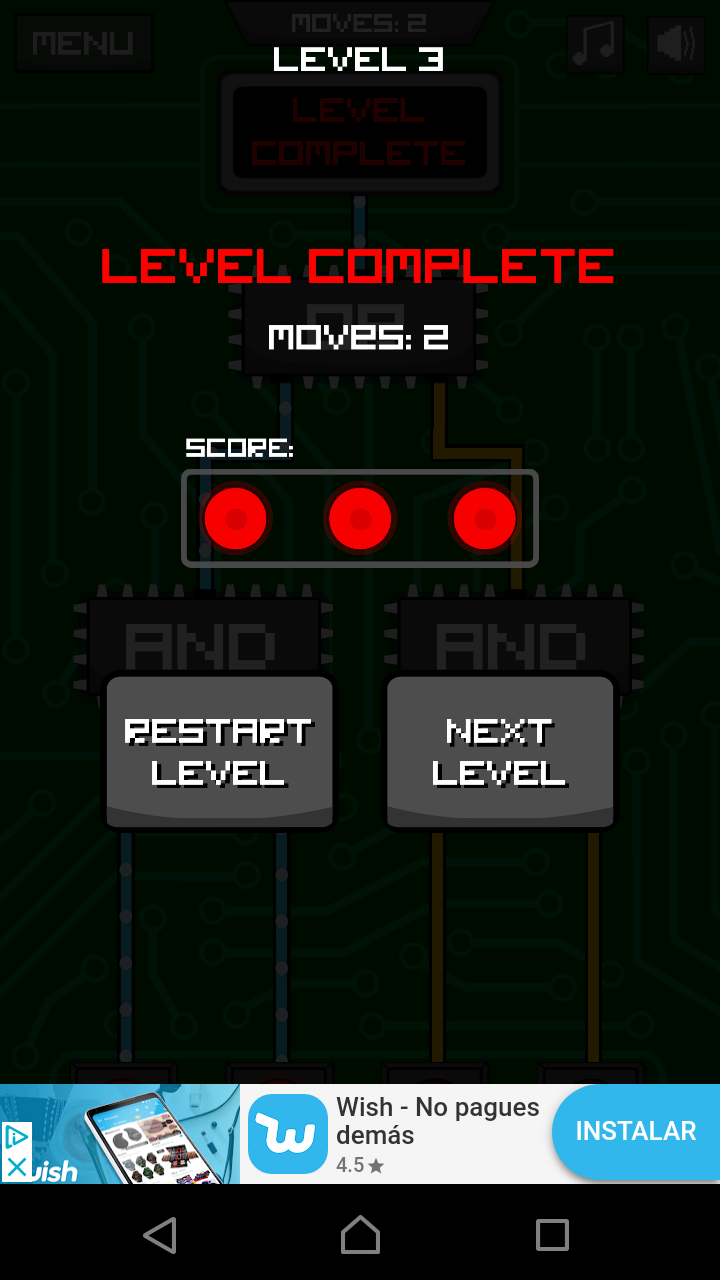 MENU
MOVES: 2
LEVEL 3
LEVEL
COMPLETE
LEVEL COMPLETE
OR
MOVES: 2
SCORE:
AND
AND
RESTART
LEVEL
NEXT
LEVEL
wish
Wish - No pagues
demás
4.5★
INSTALAR